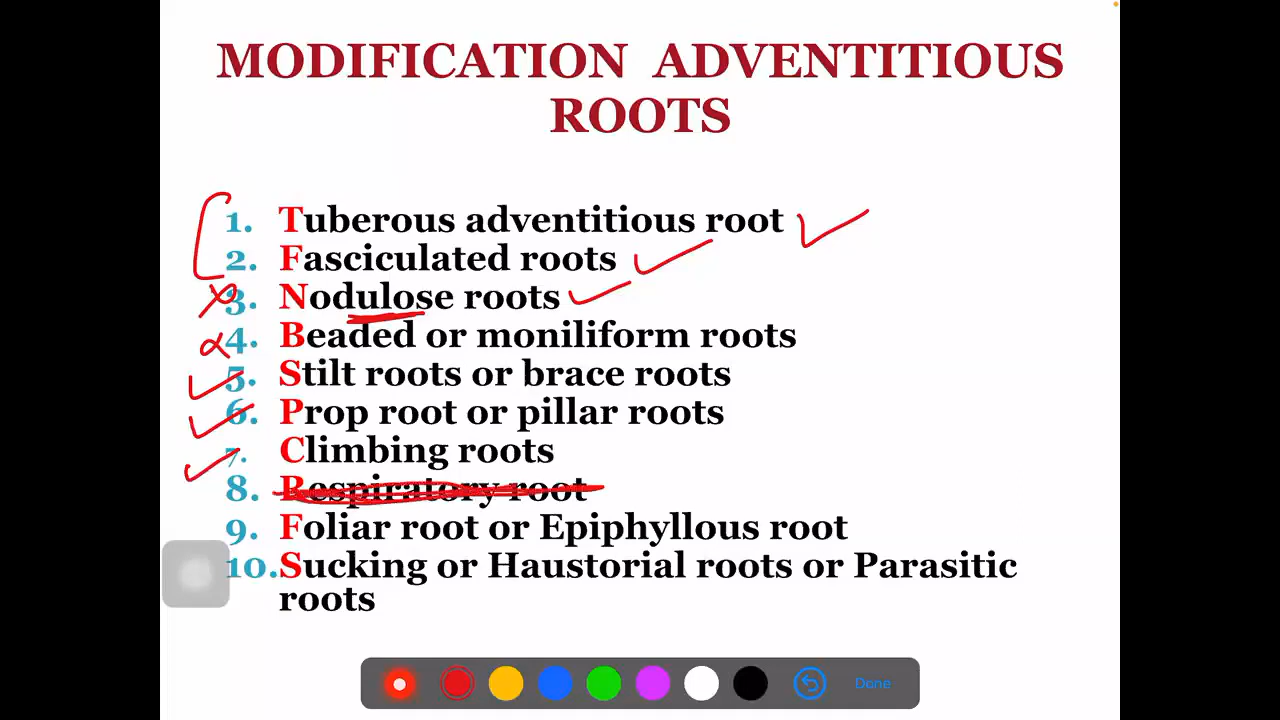 MODIFICATION ADVENTITIOUS
ROOTS
1. Tuberous adventitious root
2. Fasciculated roots
3. Nodulose roots
4. Beaded or moniliform roots
5. Stilt roots or brace roots
6. Prop root or pillar roots
7. Climbing roots
8. Respiratory root
9. Foliar root or Epiphyllous root
10. Sucking or Haustorial roots or Parasitic
roots
Done